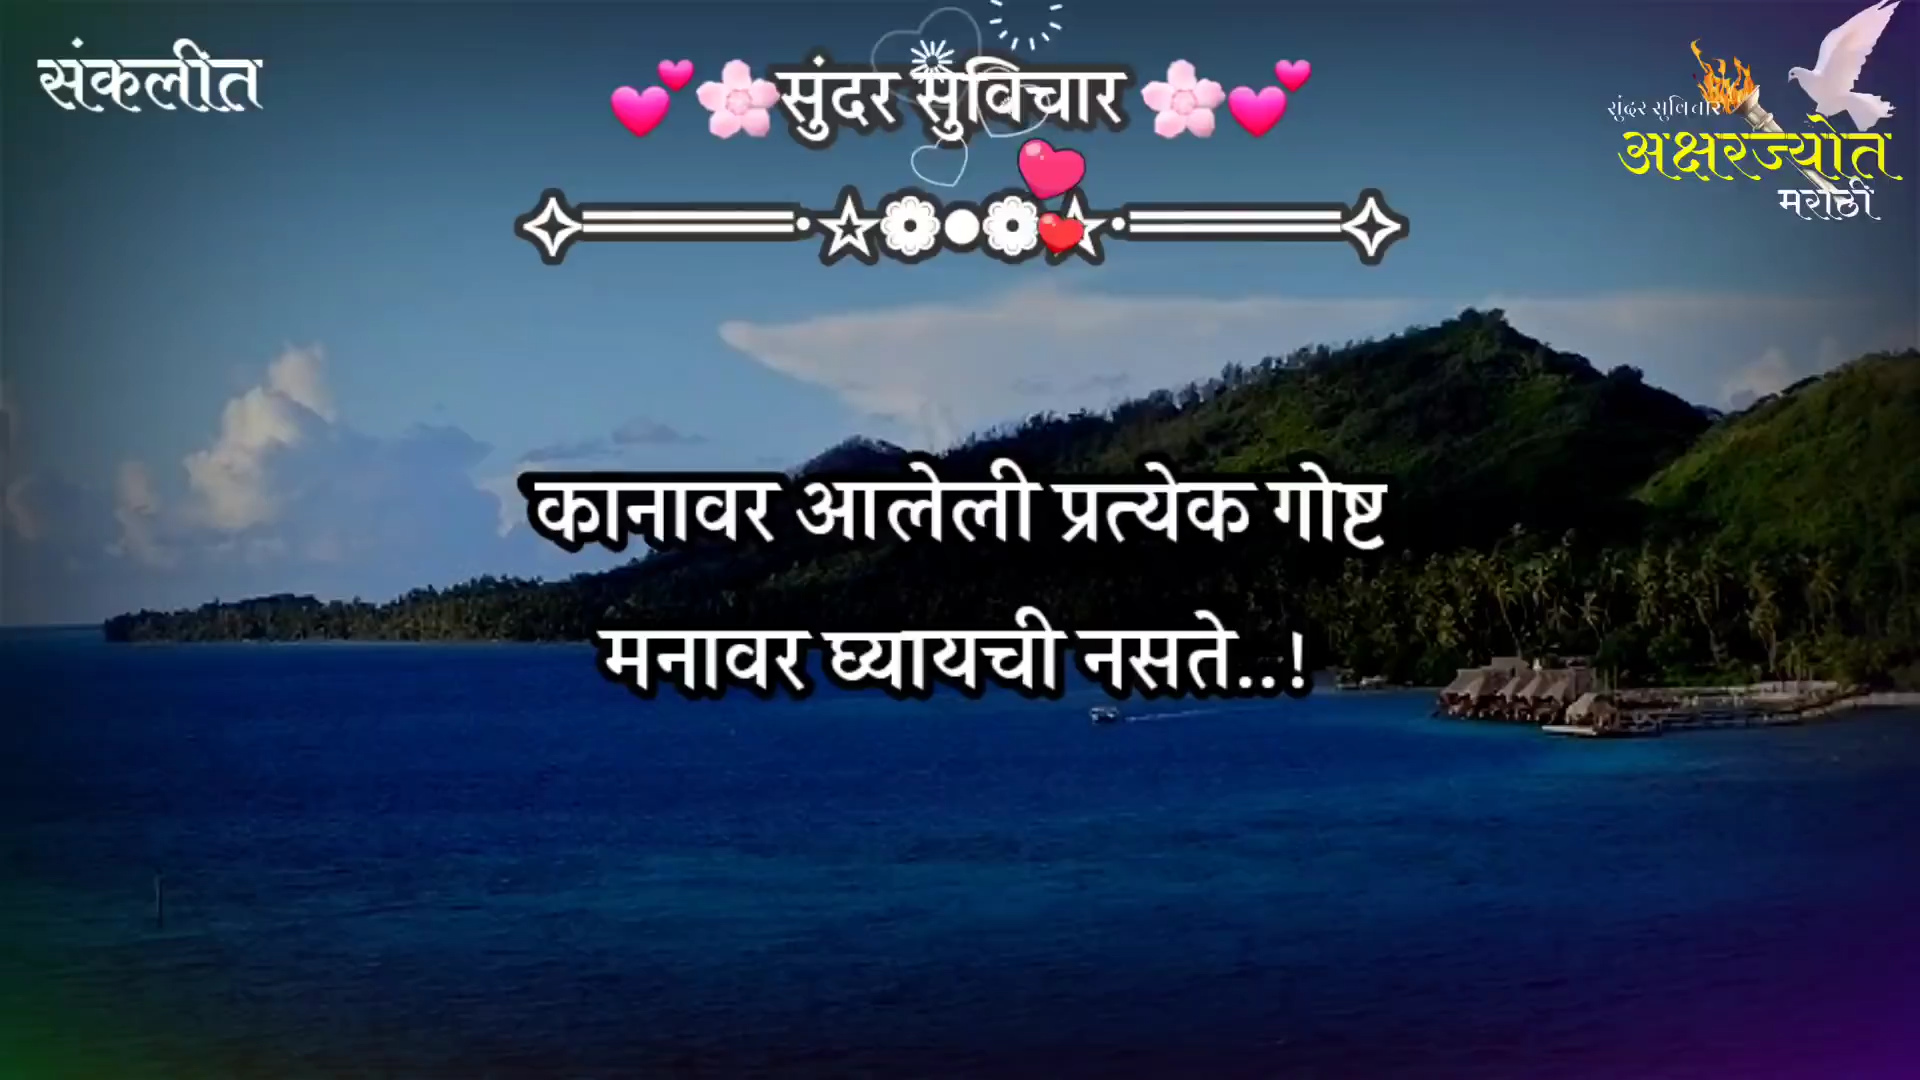 संकलीत
💕🌸सुंदर सुविचार 🌸💕
सुंदर सुविचार
अक्षरज्योत
मराठी
कानावर आलेली प्रत्येक गोष्ट
मनावर घ्यायची नसते..!